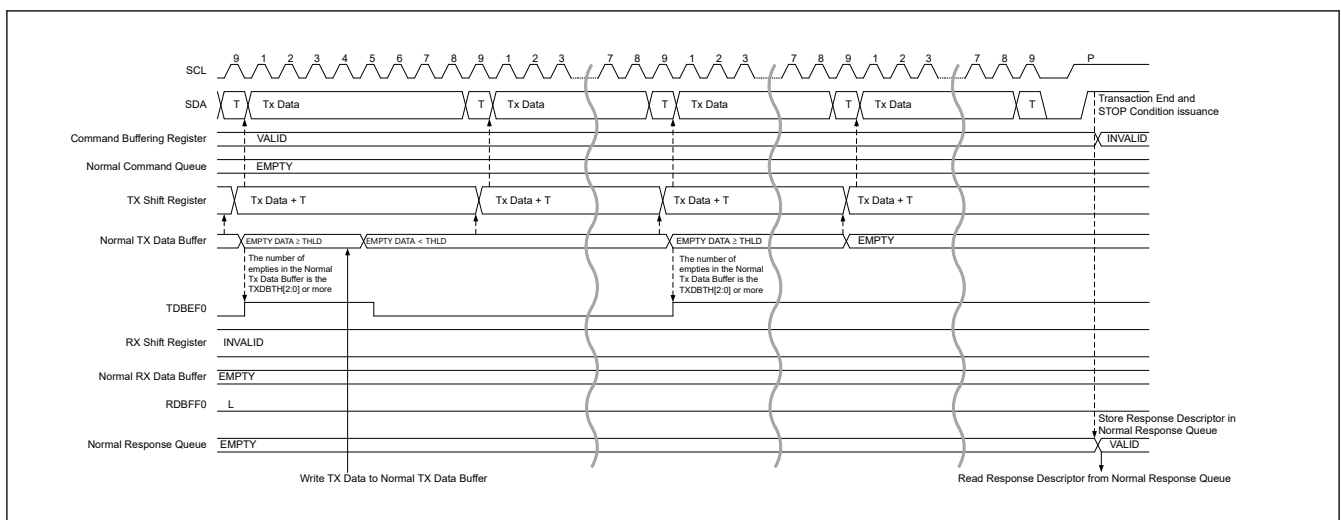 SCL 9 1 2 3 4 5 6 7 8 9 1 2 3 7 8 9 1 2 3 7 8 9 1 2 3 7 8 9 P
SDA T Tx Data T Tx Data T Tx Data T Tx Data T
Transaction End and
STOP Condition issuance
Command Buffering Register VALID INVALID
Normal Command Queue EMPTY
TX Shift Register Tx Data + T Tx Data + T Tx Data + T Tx Data + T
Normal TX Data Buffer EMPTY DATA ≥ THLD EMPTY DATA < THLD EMPTY DATA ≥ THLD EMPTY
The number of
empties in the Normal
Tx Data Buffer is the
TXDBTH[2:0] or more
The number of
empties in the Normal
Tx Data Buffer is the
TXDBTH[2:0] or more
TDBEF0
RX Shift Register INVALID
Normal RX Data Buffer EMPTY
RDBFF0 L
Store Response Descriptor in
Normal Response Queue
Normal Response Queue EMPTY VALID
Write TX Data to Normal TX Data Buffer
Read Response Descriptor from Normal Response Queue